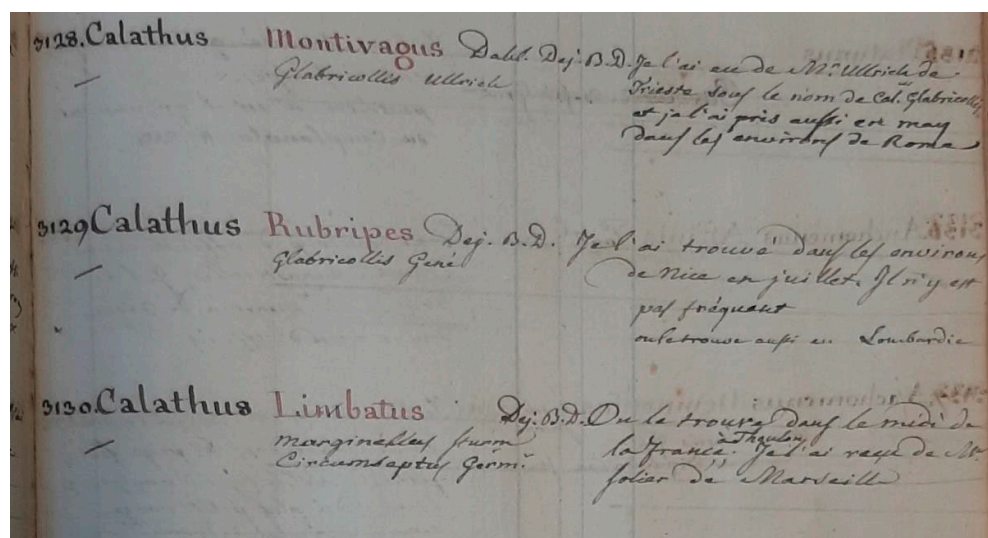 3128. Calathus Montivagus Dahl. Dej. B.D. Je l'ai eu de Mr. Ullrich de
Glabricollis Ullrich Trieste sous le nom de Cal. Glabricollis,
et je l'ai pris aussi en may
dans les environs de Rome
3129 Calathus Rubripes Dej. B.D. Je l'ai trouvé dans les environs
Glabricollis Gené de Nice en juillet. Il n'y est
pas fréquent
on le trouve aussi en Lombardie
3130. Calathus Limbatus Dej. B.D. On le trouve dans le midi de
marginellus Sturm la France. à Thoulon Je l'ai reçu de Mr.
Circumseptus Germ. Solier de Marseille